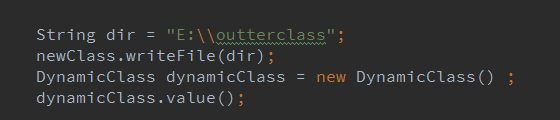 String dir = "E:\\outterclass";
newClass.writeFile(dir);
DynamicClass dynamicClass = new DynamicClass() ;
dynamicClass.value();